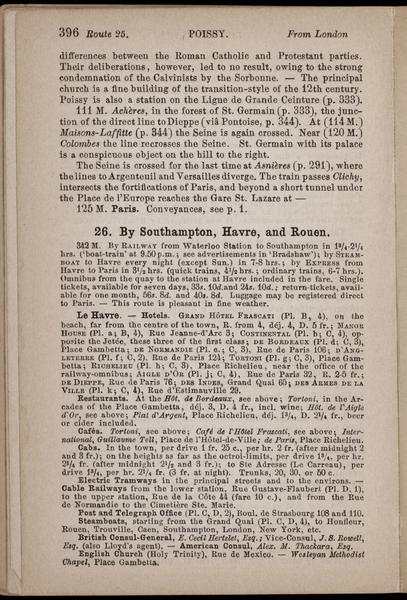 396 Route 25. POISSY. From London
differences between the Roman Catholic and Protestant parties.
Their deliberations, however, led to no result, owing to the strong
condemnation of the Calvinists by the Sorbonne. — The principal
church is a fine building of the transition-style of the 12th century.
Poissy is also a station on the Ligne de Grande Ceinture (p. 333).
111 M. Achères, in the forest of St. Germain (p. 333), the junc-
tion of the direct line to Dieppe (viâ Pontoise, p. 344). At (114 M.)
Maisons-Laffitte (p. 344) the Seine is again crossed. Near (120 M.)
Colombes the line recrosses the Seine. St. Germain with its palace
is a conspicuous object on the hill to the right.
The Seine is crossed for the last time at Asnières (p. 291), where
the lines to Argenteuil and Versailles diverge. The train passes Clichy,
intersects the fortifications of Paris, and beyond a short tunnel under
the Place de l'Europe reaches the Gare St. Lazare at —
125 M. Paris. Conveyances, see p. 1.
26. By Southampton, Havre, and Rouen.
342 M. By Railway from Waterloo Station to Southampton in 1¾-2¼
hrs. ('boat-train' at 9.50 p.m.; see advertisements in 'Bradshaw'); by Steam-
boat to Havre every night (except Sun.) in 7-8 hrs.; by Express from
Havre to Paris in 3½ hrs. (quick trains, 4½ hrs.; ordinary trains, 6-7 hrs.).
Omnibus from the quay to the station at Havre included in the fare. Single
tickets, available for seven days, 33s. 10d. and 24s. 10d.; return-tickets, avail-
able for one month, 56s. 8d. and 40s. 8d. Luggage may be registered direct
to Paris. — This route is pleasant in fine weather.
Le Havre. — Hotels. Grand Hôtel Frascati (Pl. B, 4), on the
beach, far from the centre of the town, R. from 4, déj. 4, D. 5 fr.; Manor
House (Pl. a; B, 4), Rue Jeanne-d'Arc 3; Continental (Pl. b; C, 4), op-
posite the Jetée, these three of the first class; de Bordeaux (Pl. d; C, 3),
Place Gambetta; de Normandie (Pl. e; C, 3), Rue de Paris 106; d'An-
gleterre (Pl. f; C, 2), Rue de Paris 124; Tortoni (Pl. g; C, 3), Place Gam-
betta; Richelieu (Pl. h; C, 3), Place Richelieu, near the office of the
railway-omnibus; Aigle d'Or (Pl. j; C, 4), Rue de Paris 32, R. 2-5 fr.,
de Dieppe, Rue de Paris 76; des Indes, Grand Quai 65; des Armes de la
Ville (Pl. k; C, 4), Rue d'Estimauville 29.
Restaurants. At the Hôt. de Bordeaux, see above; Tortoni, in the Ar-
cades of the Place Gambetta, déj. 3, D. 4 fr., incl. wine; Hôt. de l'Aigle
d'Or, see above; Plat d'Argent, Place Richelieu, déj. 1¾, D. 2¼ fr., beer
or cider included.
Cafés. Tortoni, see above; Café de l'Hôtel Frascati, see above; Inter-
national, Guillaume Tell, Place de l'Hôtel-de-Ville; de Paris, Place Richelieu.
Cabs. In the town, per drive 1 fr. 25 c., per hr. 2 fr. (after midnight 2
and 3 fr.); on the heights as far as the octroi-limits, per drive 1¾, per hr.
2¼ fr. (after midnight 2½ and 3 fr.); to Ste Adresse (Le Carreau), per
drive 1¾, per hr. 2¼ fr. (3 fr. at night). Trunks, 20, 30, or 50 c.
Electric Tramways in the principal streets and to the environs. —
Cable Railways from the lower station, Rue Gustave-Flaubert (Pl. D, 1),
to the upper station, Rue de la Côte 44 (fare 10 c.), and from the Rue
de Normandie to the Cimetière Ste. Marie.
Post and Telegraph Office (Pl. C, D, 2), Boul. de Strasbourg 108 and 110.
Steamboats, starting from the Grand Quai (Pl. C, D, 4), to Honfleur,
Rouen, Trouville, Caen, Southampton, London, New York, etc.
British Consul-General, E. Cecil Hertslet, Esq.; Vice-Consul, J. B. Rowell,
Esq. (also Lloyd's agent). — American Consul, Alex. M. Thackara, Esq.
English Church (Holy Trinity), Rue de Mexico. — Wesleyan Methodist
Chapel, Place Gambetta.